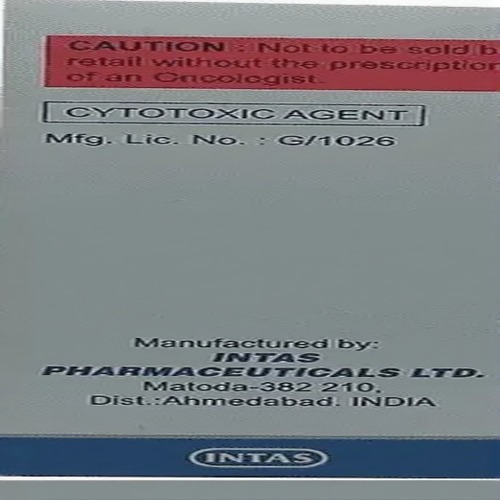 CAUTION : Not to be sold b
retail without the prescription
of an Oncologist.
CYTOTOXIC AGENT
Mfg. Lic. No. : G/1026
Manufactured by:
INTAS
PHARMACEUTICALS LTD.
Matoda-382 210,
Dist.:Ahmedabad. INDIA
INTAS